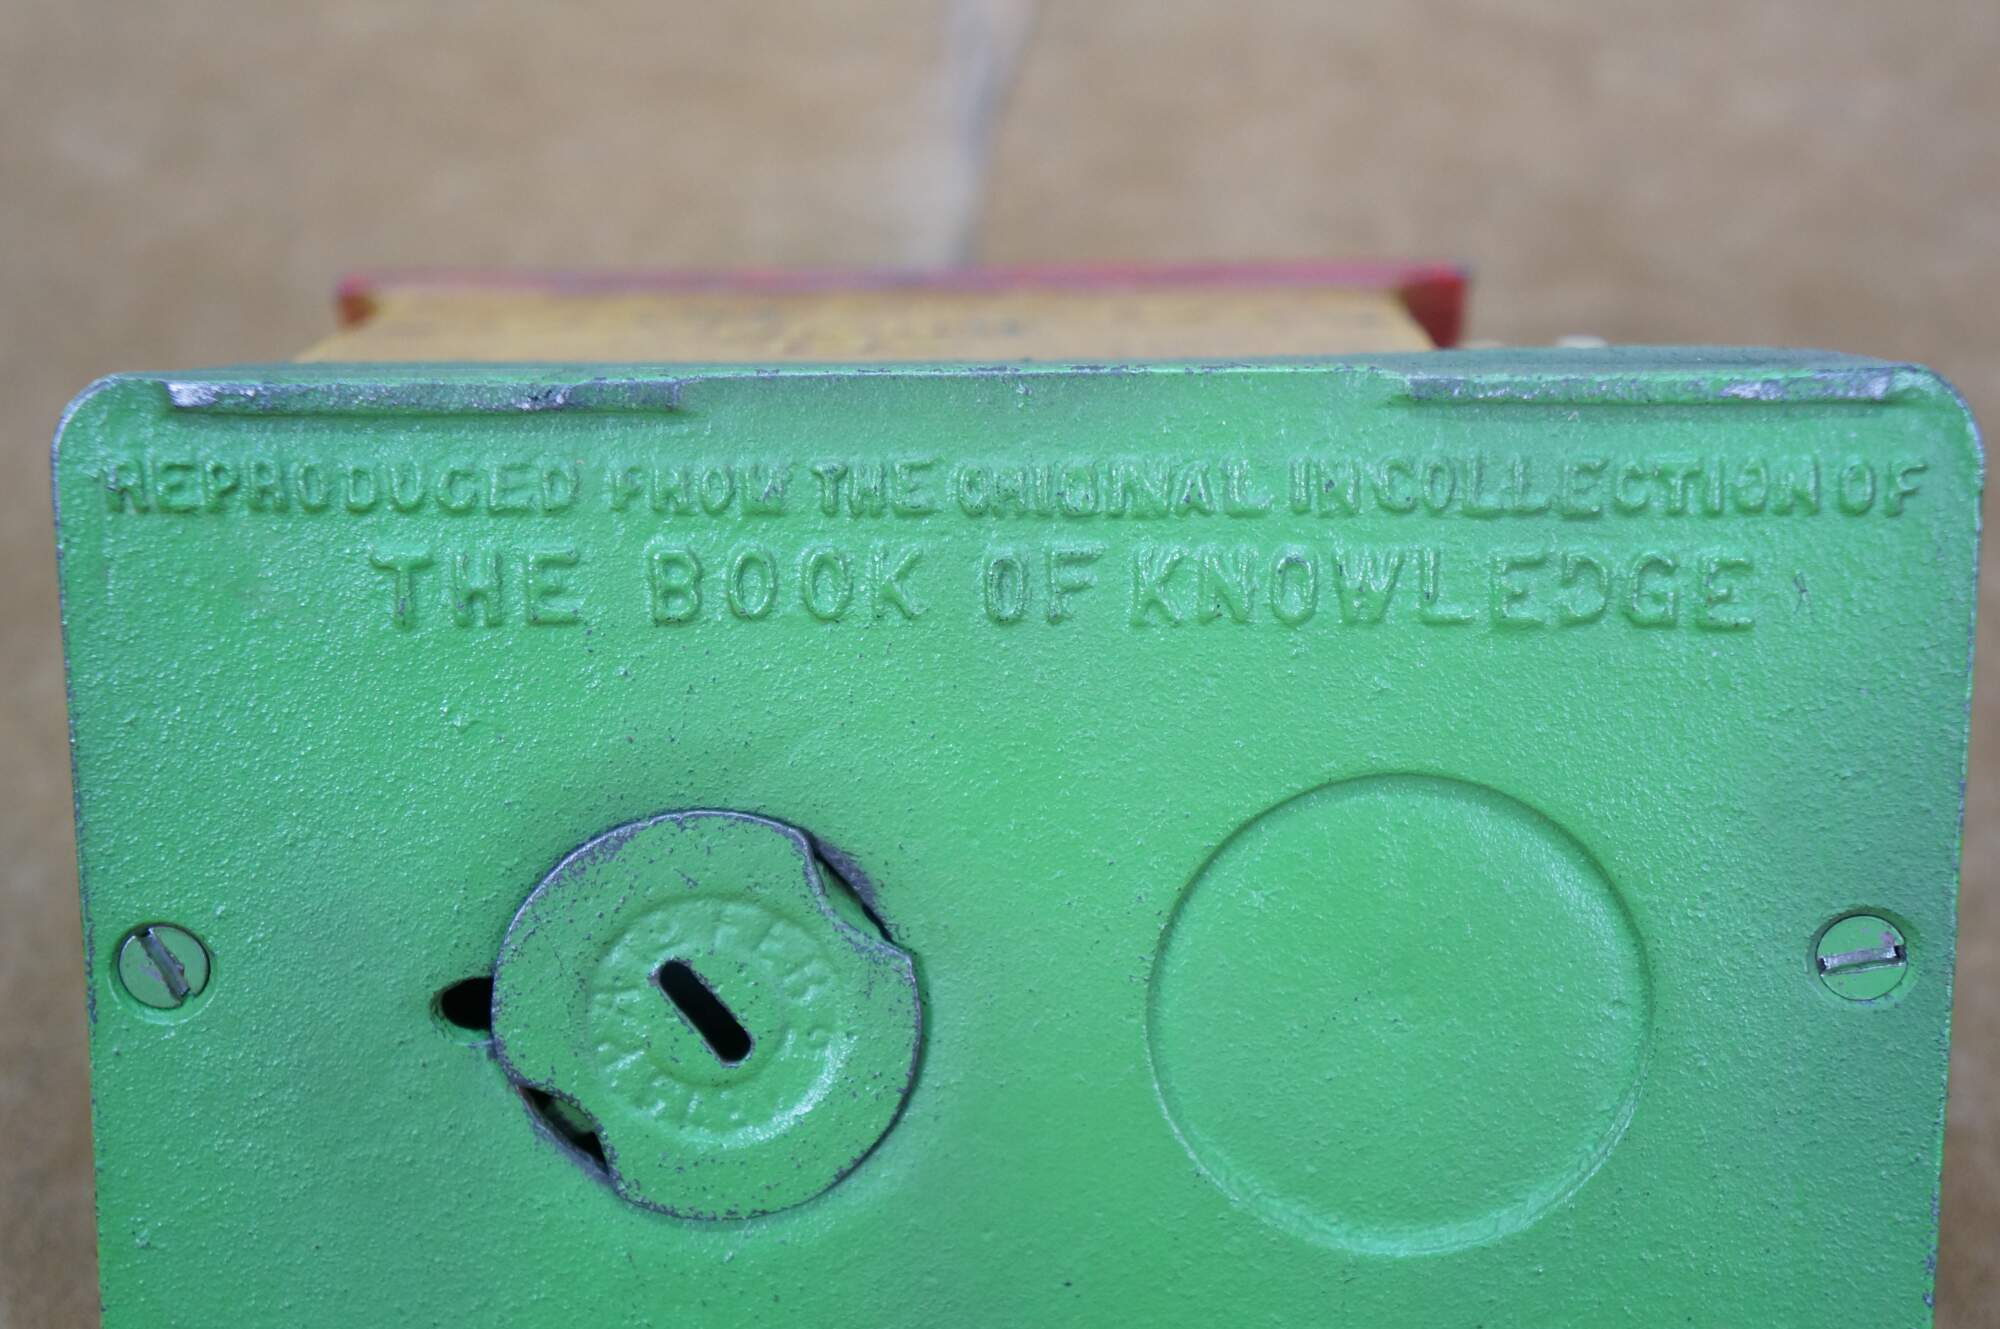 REPRODUCED FROM THE ORIGINAL IN COLLECTION OF
THE BOOK OF KNOWLEDGE